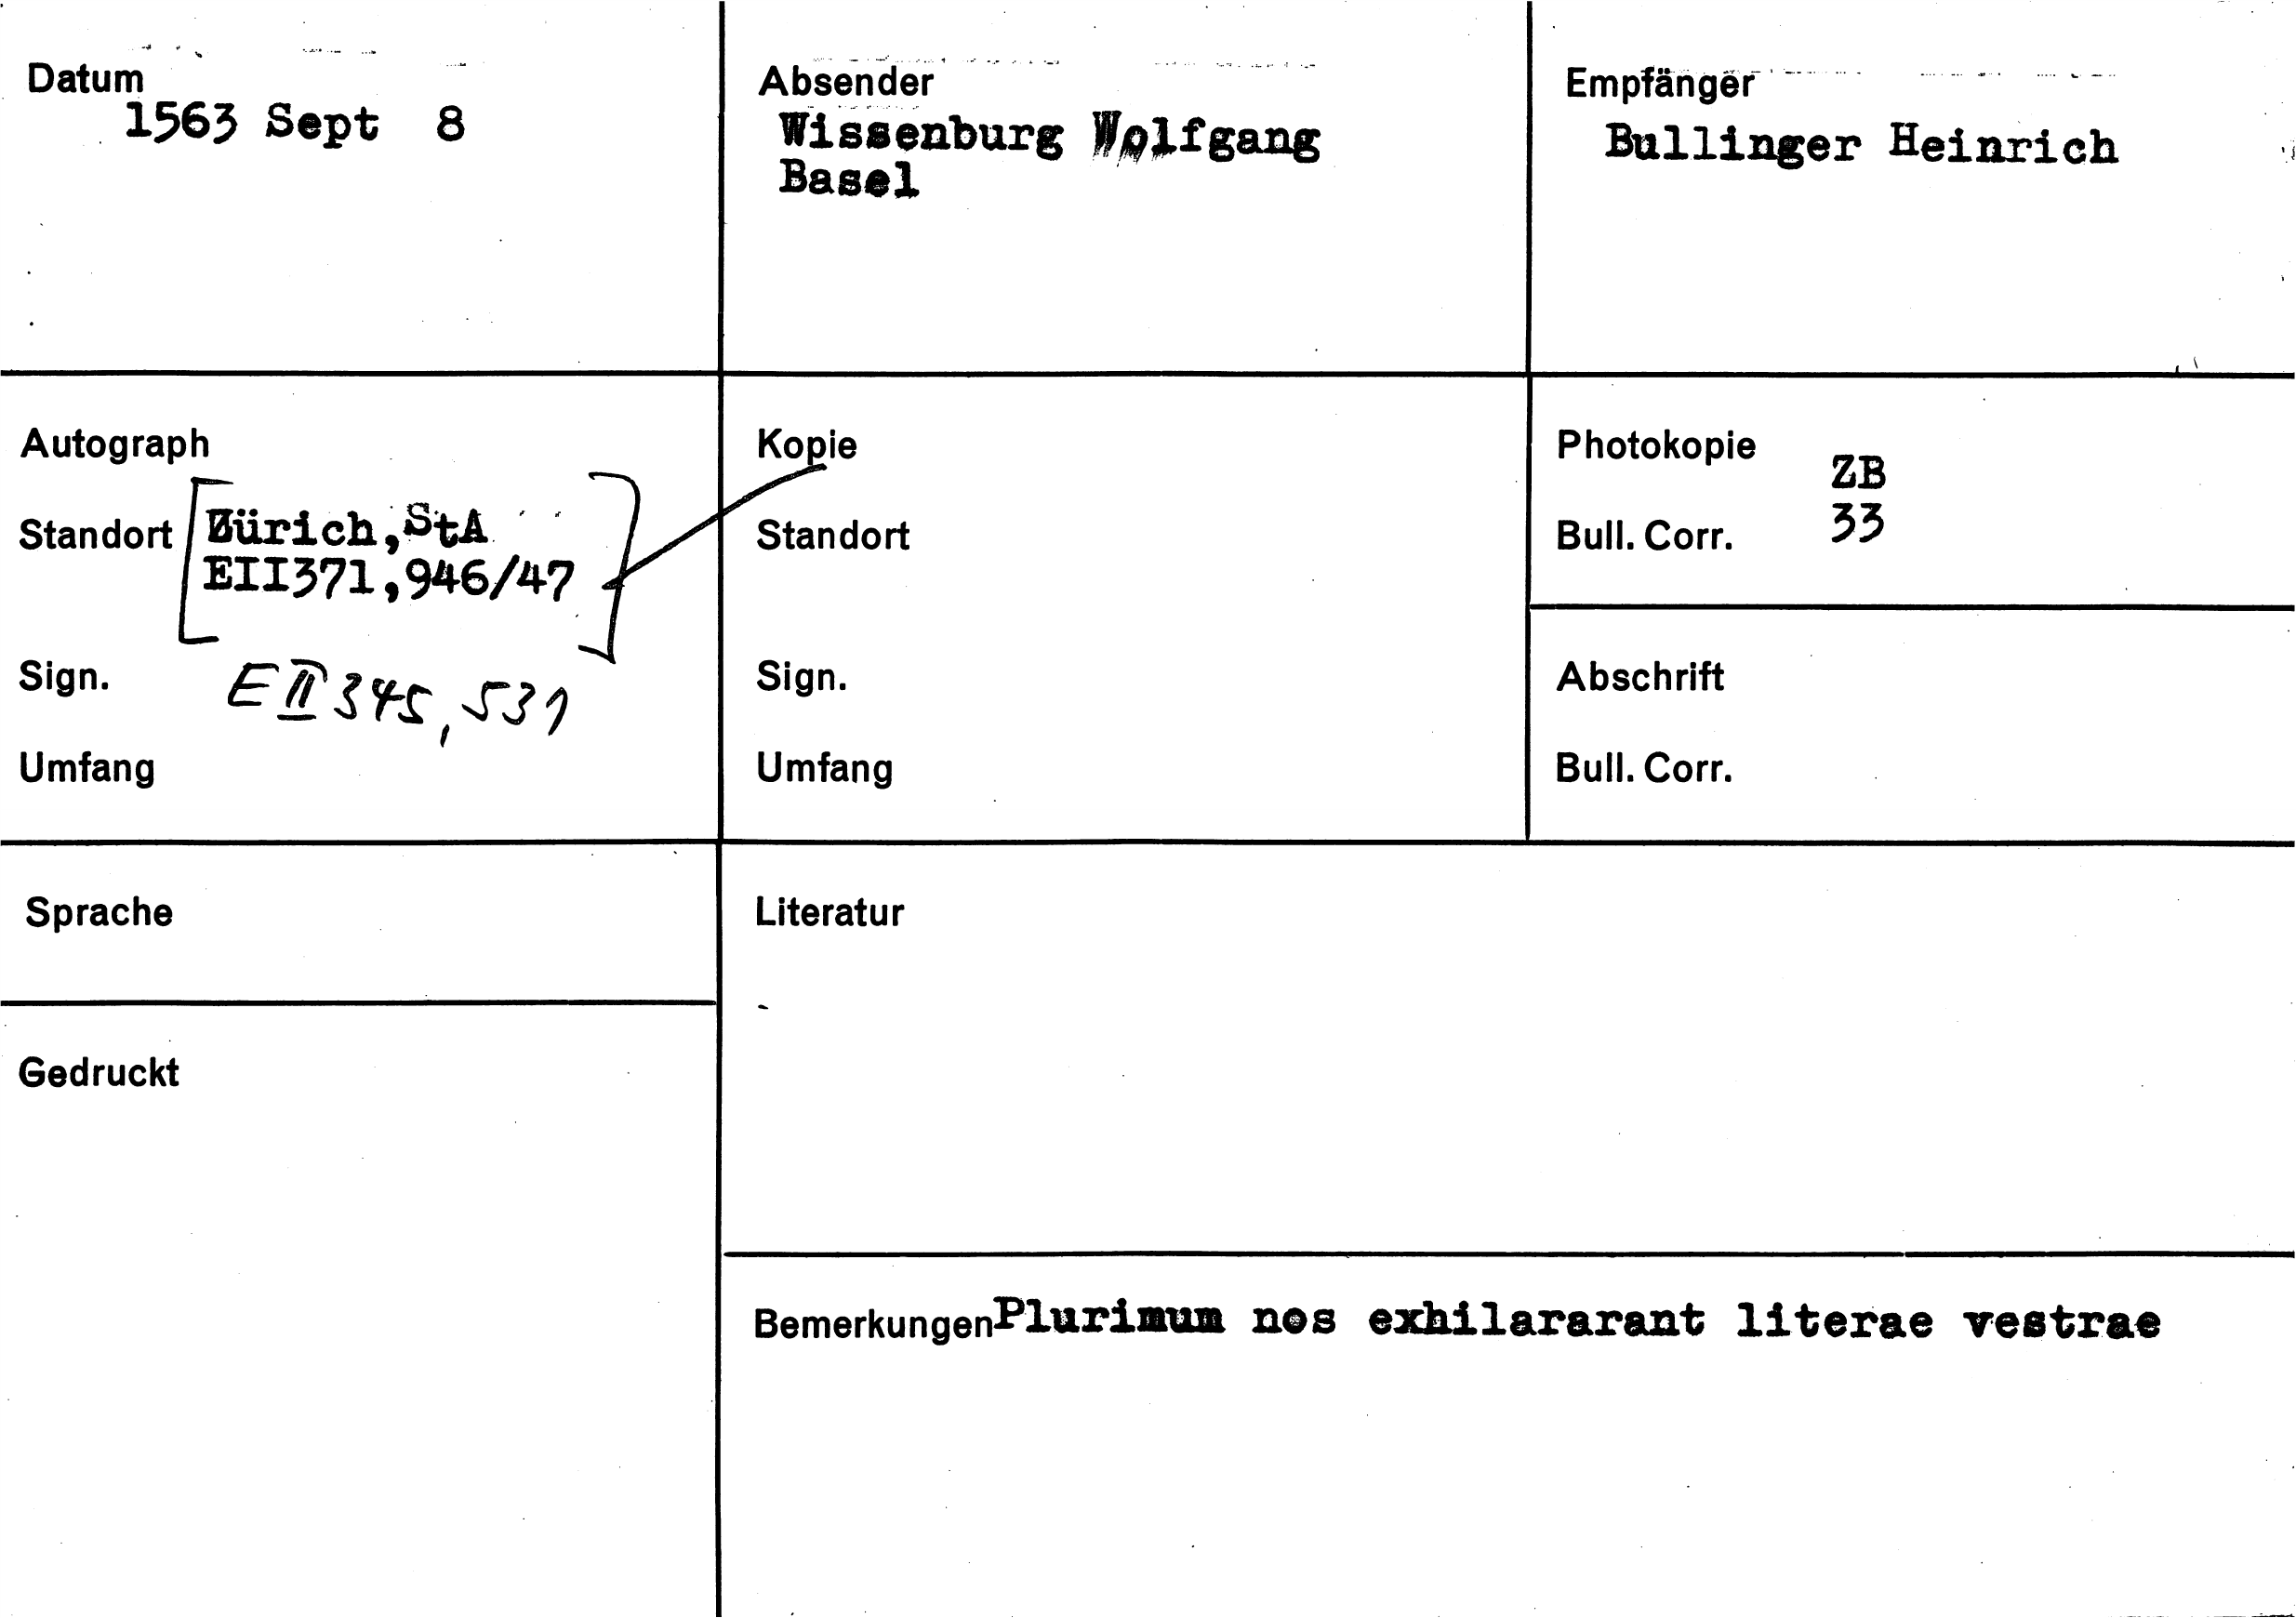 Datum
1563 Sept 8
Absender
Wissenburg Wolfgang
Basel
Empfänger
Bullinger Heinrich
Autograph
Standort Zürich, StA
EII371,946/47
Sign. EII 345, 531
Umfang
Kopie
Standort
Sign.
Umfang
Photokopie ZB
Bull. Corr. 33
Abschrift
Bull. Corr.
Sprache
Gedruckt
Literatur
Bemerkungen Plurimum nos exhilararant literae vestrae